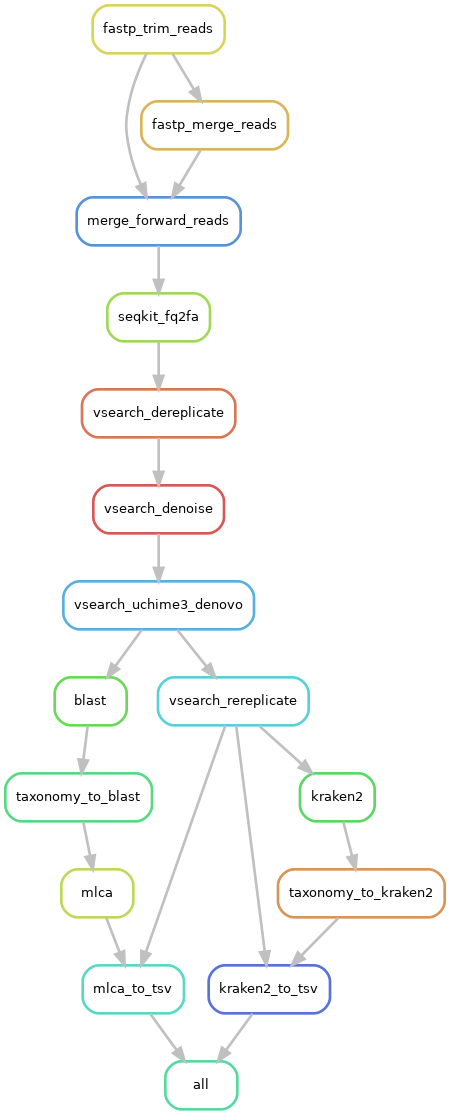 fastp_trim_reads
fastp_merge_reads
merge_forward_reads
seqkit_fq2fa
vsearch_dereplicate
vsearch_denoise
vsearch_uchime3_denovo
blast
vsearch_rereplicate
taxonomy_to_blast
kraken2
mlca
taxonomy_to_kraken2
mlca_to_tsv
kraken2_to_tsv
all